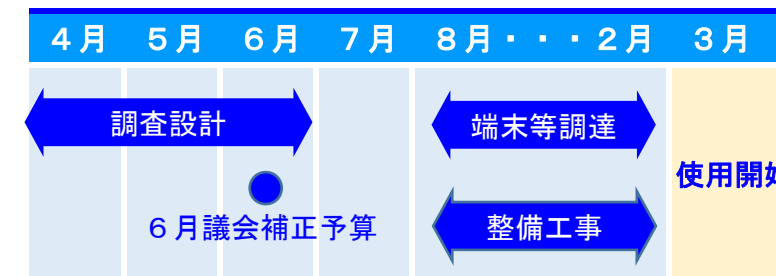 ４月 ５月 ６月 ７月 ８月・・・２月 ３月
調査設計 端末等調達
使用開始
６月議会補正予算 整備工事